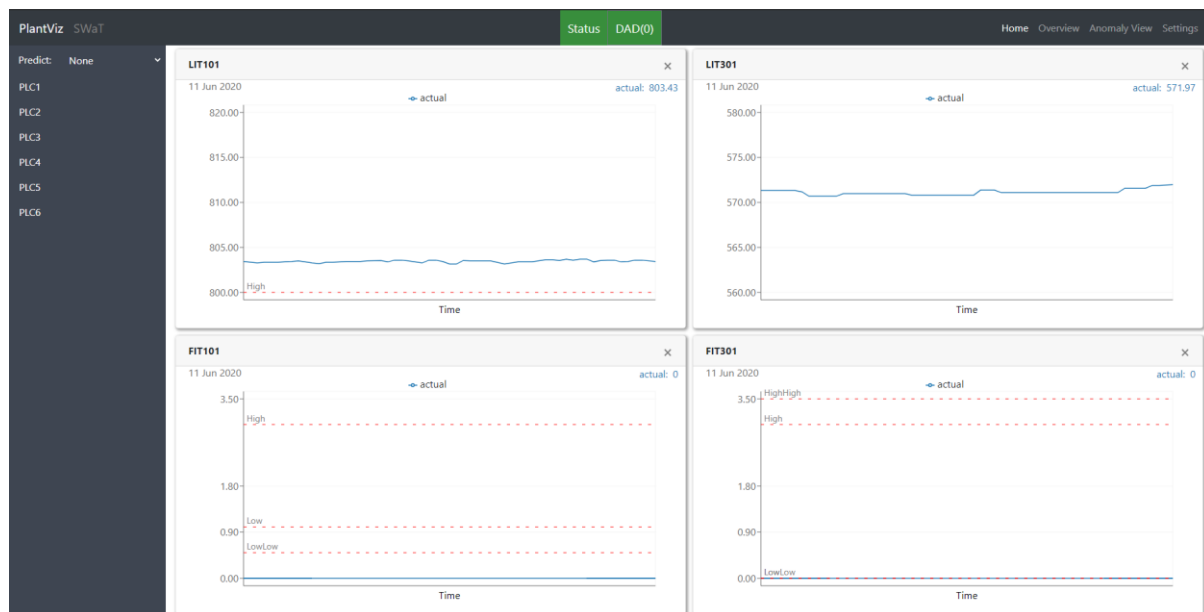 PlantViz SWaT Status DAD(0) Home Overview Anomaly View Settings
Predict: None
PLC1
PLC2
PLC3
PLC4
PLC5
PLC6
LIT101 ×
11 Jun 2020 actual: 803.43
actual
820.00
815.00
810.00
805.00
800.00
High
Time
LIT301 ×
11 Jun 2020 actual: 571.97
actual
580.00
575.00
570.00
565.00
560.00
Time
FIT101 ×
11 Jun 2020 actual: 0
actual
3.50
High
1.80
Low
0.90
LowLow
0.00
Time
FIT301 ×
11 Jun 2020 actual: 0
actual
3.50
HighHigh
High
1.80
0.90
LowLow
0.00
Time